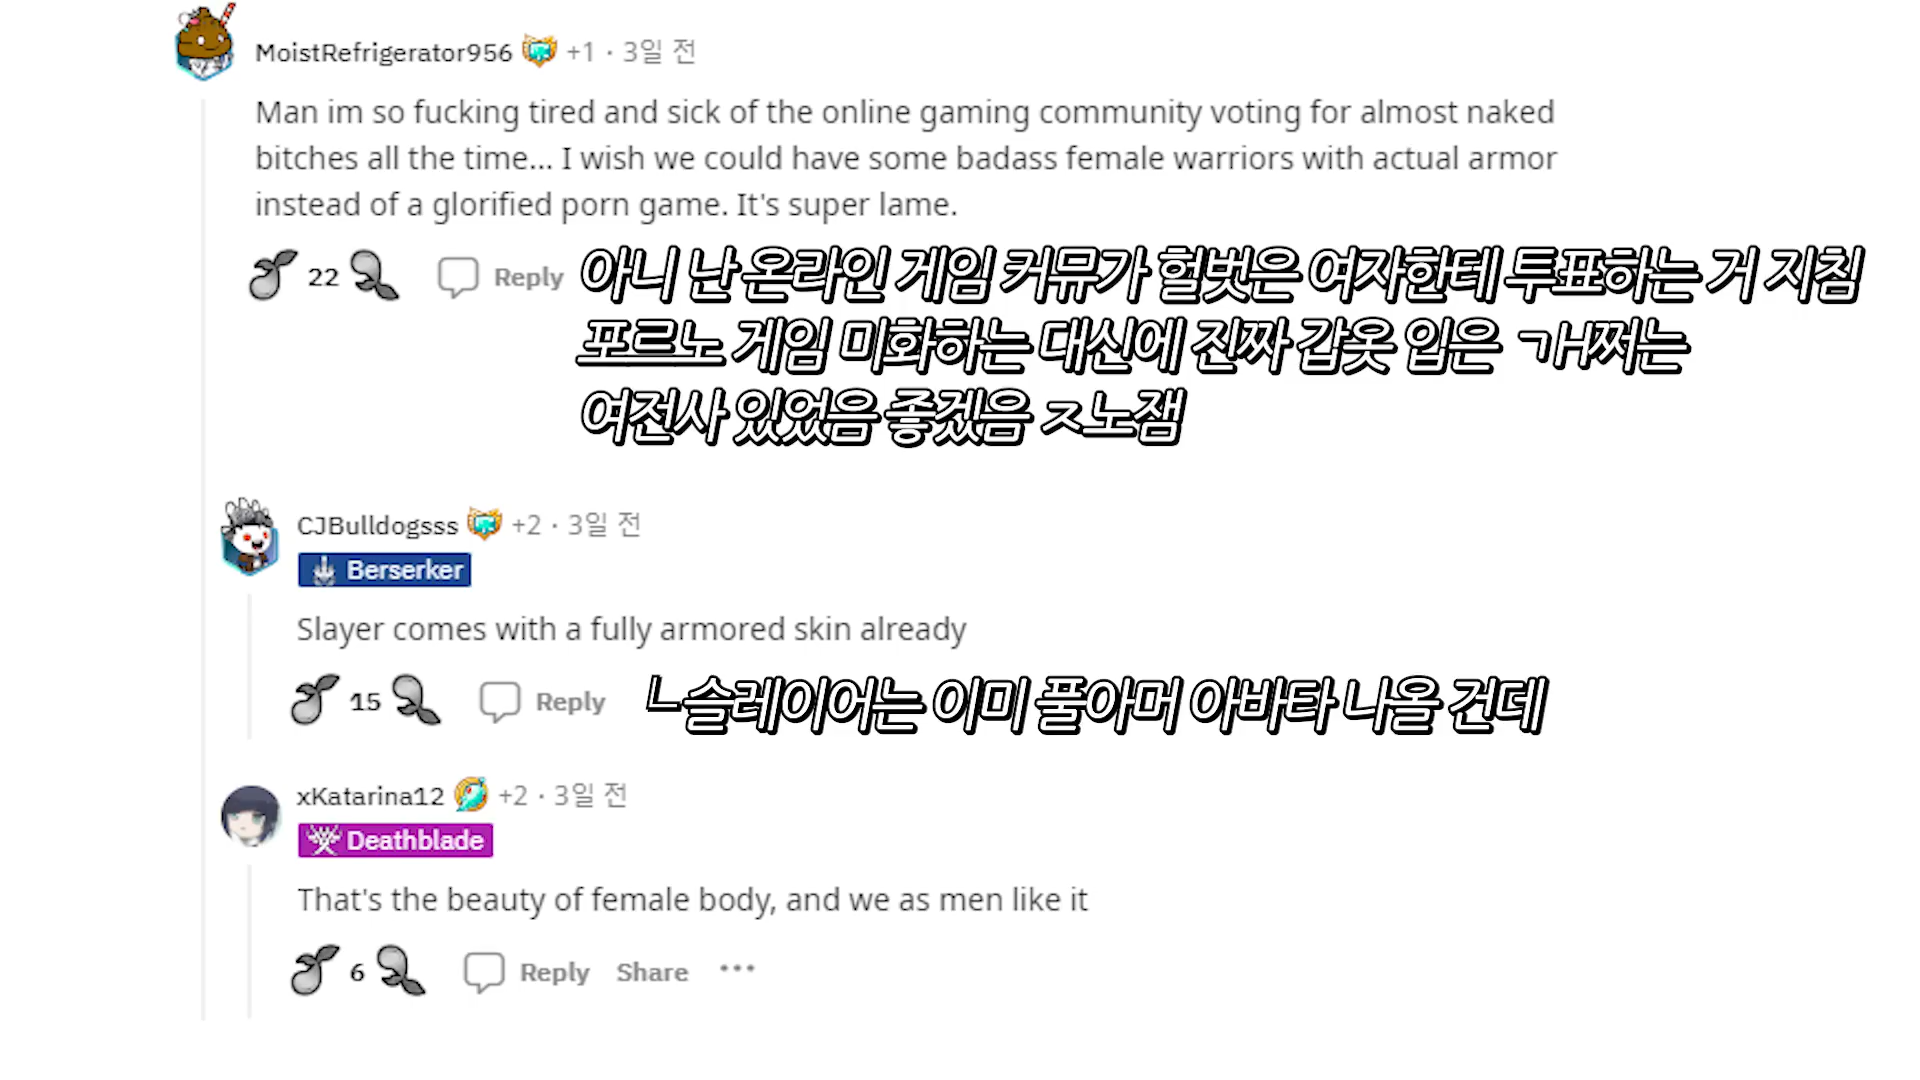 MoistRefrigerator956 +1 · 3일 전
Man im so fucking tired and sick of the online gaming community voting for almost naked
bitches all the time... I wish we could have some badass female warriors with actual armor
instead of a glorified porn game. It's super lame.
22 Reply
아니 난 온라인 게임 커뮤가 헐벗은 여자한테 투표하는 거 지침
포르노 게임 미화하는 대신에 진짜 갑옷 입은 ㄱH쩌는
여전사 있었음 좋겠음 ㅈ노잼
CJBulldogsss +2 · 3일 전
Berserker
Slayer comes with a fully armored skin already
15 Reply
ㄴ슬레이어는 이미 풀아머 아바타 나올 건데
xKatarina12 +2 · 3일 전
Deathblade
That's the beauty of female body, and we as men like it
6 Reply Share ···